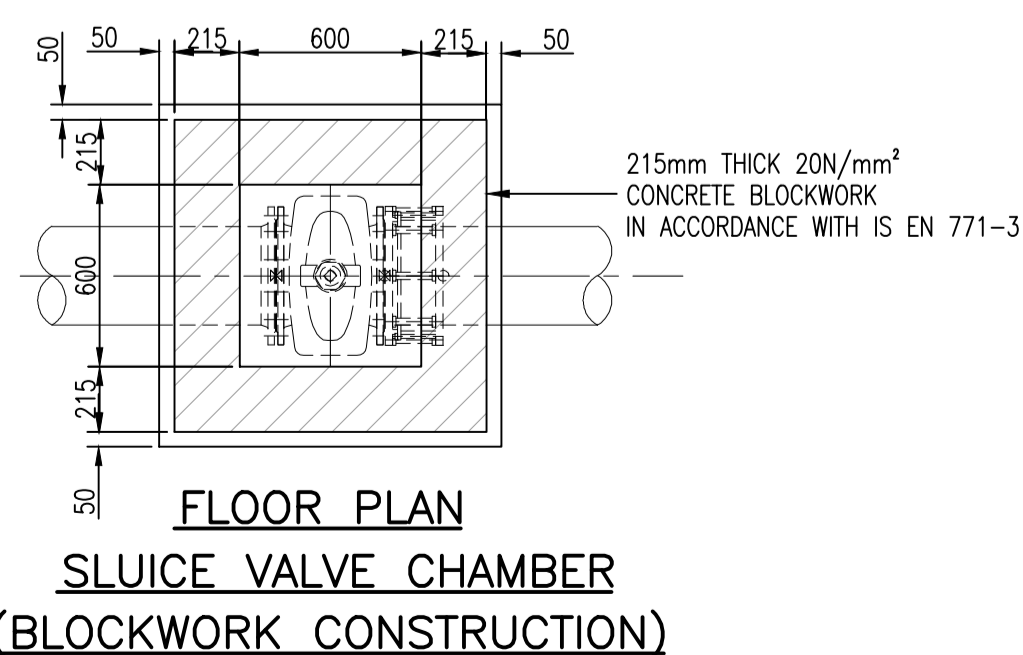 50 215 600 215 50
50
215
600
215
50
215mm THICK 20N/mm²
CONCRETE BLOCKWORK
IN ACCORDANCE WITH IS EN 771-3
FLOOR PLAN
SLUICE VALVE CHAMBER
(BLOCKWORK CONSTRUCTION)